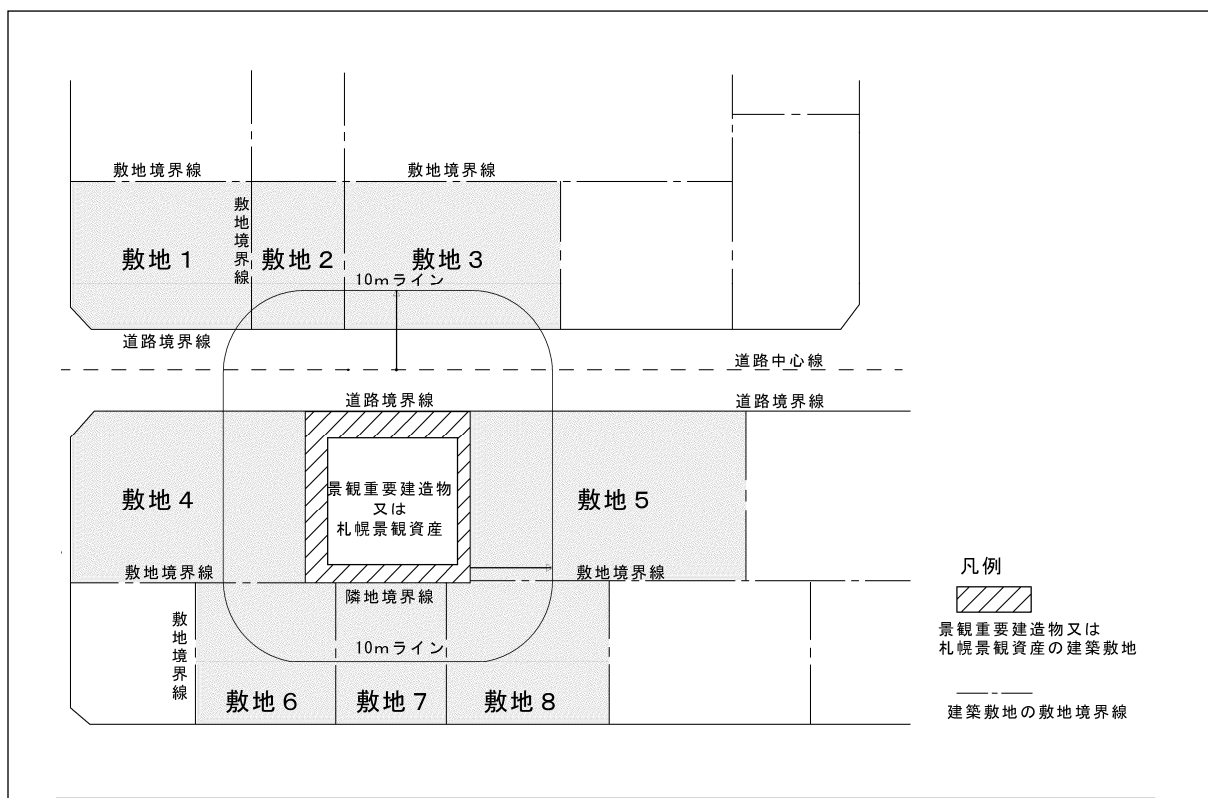 敷地境界線
敷地境界線
敷地境界線
敷地1
敷地2
敷地3
10mライン
道路境界線
道路中心線
道路境界線
道路境界線
敷地4
景観重要建造物
又は
札幌景観資産
敷地5
敷地境界線
敷地境界線
隣地境界線
敷地境界線
10mライン
敷地6
敷地7
敷地8
凡例
景観重要建造物又は
札幌景観資産の建築敷地
建築敷地の敷地境界線